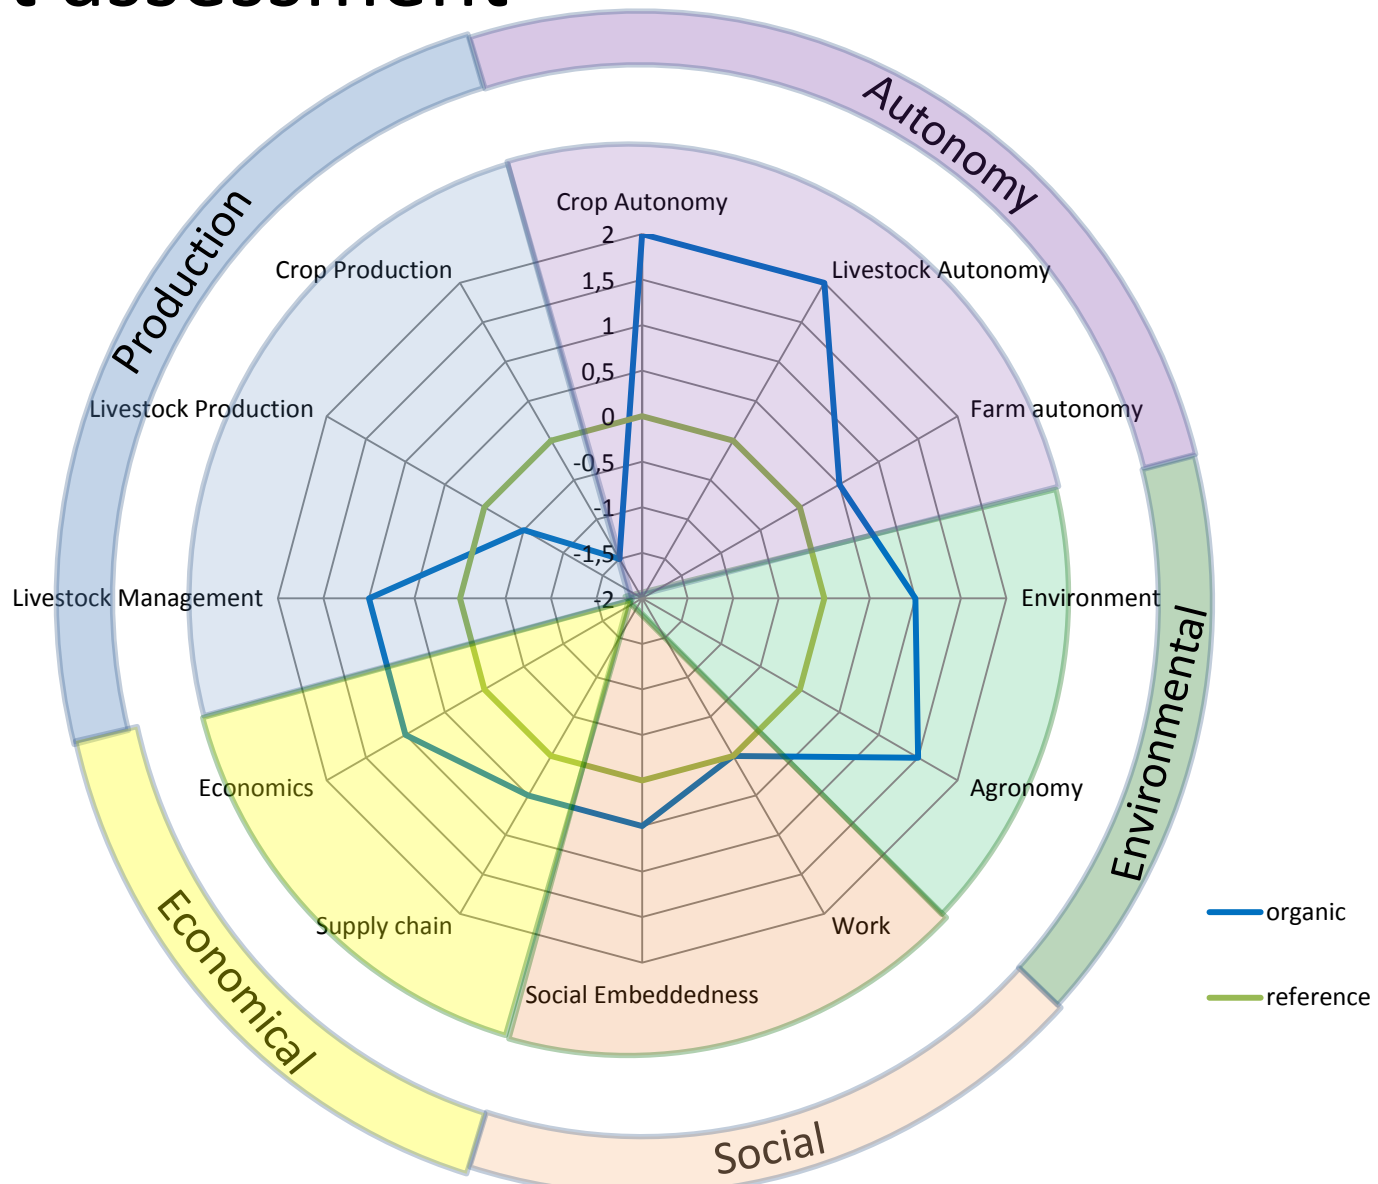 t assessment
Autonomy
Production
Crop Autonomy
2
Crop Production
Livestock Autonomy
1,5
1
0,5
Livestock Production
0
Farm autonomy
-0,5
-1
-1,5
Livestock Management
-2
Environment
Environmental
Economics
Agronomy
Supply chain
Work
organic
Social Embeddedness
reference
Economical
Social